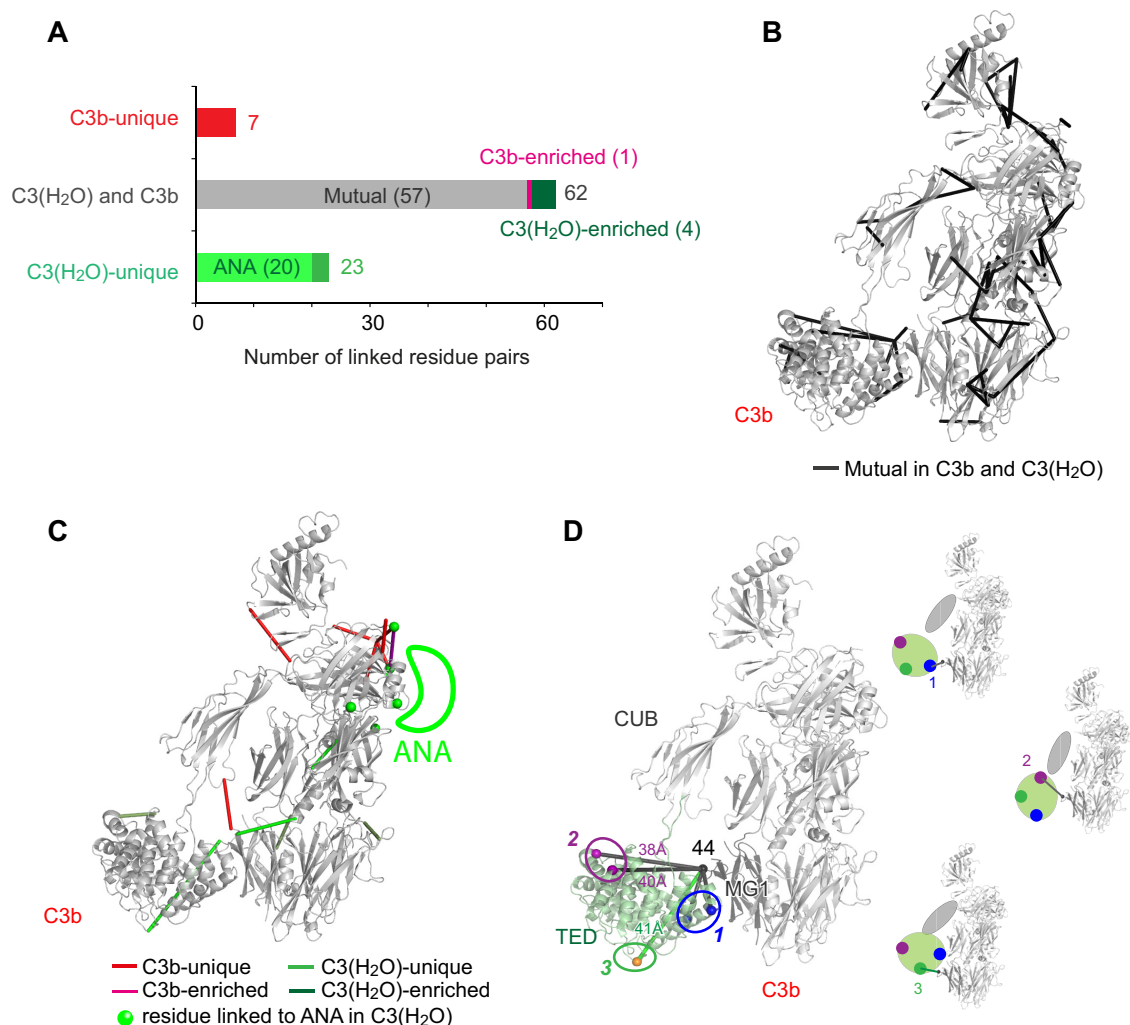 A
C3b-unique
7
C3b-enriched (1)
C3(H₂O) and C3b
Mutual (57)
62
C3(H₂O)-enriched (4)
C3(H₂O)-unique
ANA (20)
23
0
30
60
Number of linked residue pairs
B
C3b
Mutual in C3b and C3(H₂O)
C
ANA
C3b
C3b-unique
C3(H₂O)-unique
C3b-enriched
C3(H₂O)-enriched
residue linked to ANA in C3(H₂O)
D
CUB
2
38Å
44
40Å
MG1
TED
41Å
1
3
C3b
1
2
3